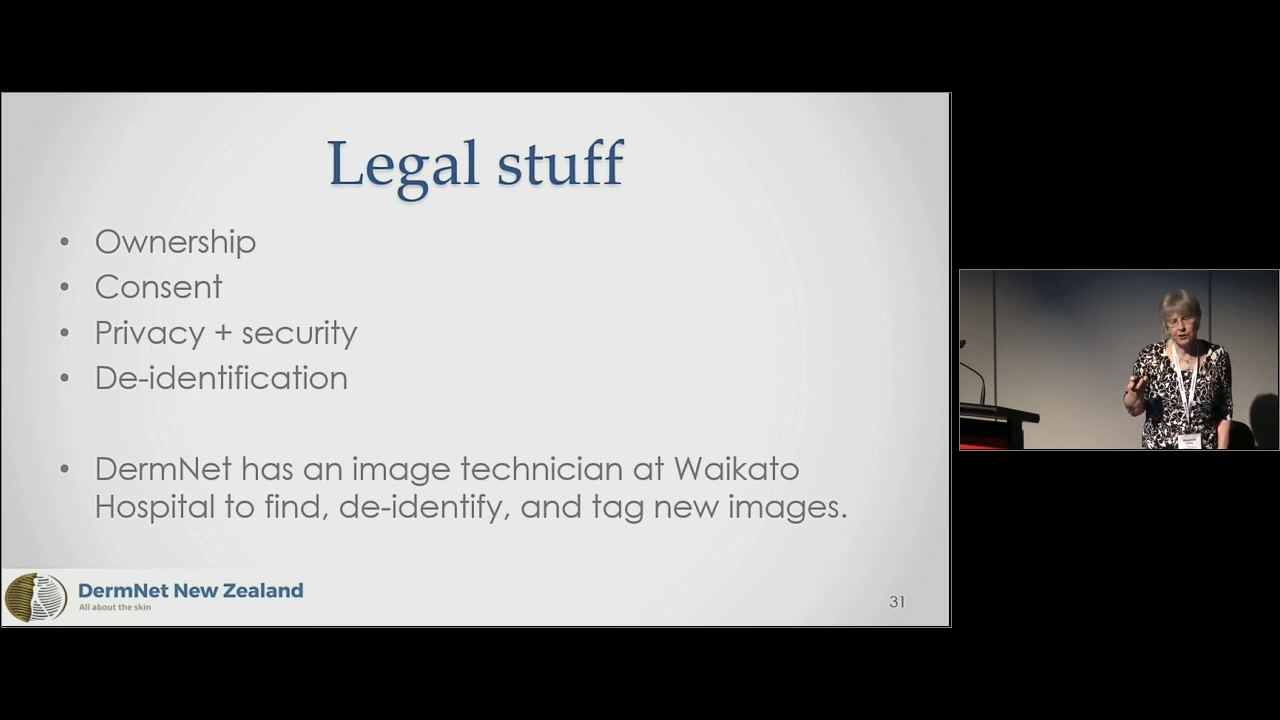 Legal stuff
• Ownership
• Consent
• Privacy + security
• De-identification
• DermNet has an image technician at Waikato
Hospital to find, de-identify, and tag new images.
DermNet New Zealand
All about the skin
31